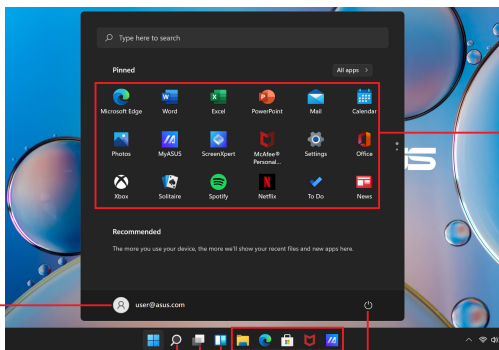 Type here to search
Pinned
All apps >
Microsoft Edge Word Excel PowerPoint Mail Calendar
Photos MyASUS ScreenXpert McAfee® Settings Office
Personal...
Xbox Solitaire Spotify Netflix To Do News
Recommended
The more you use your device, the more we'll show your recent files and new apps here.
user@asus.com